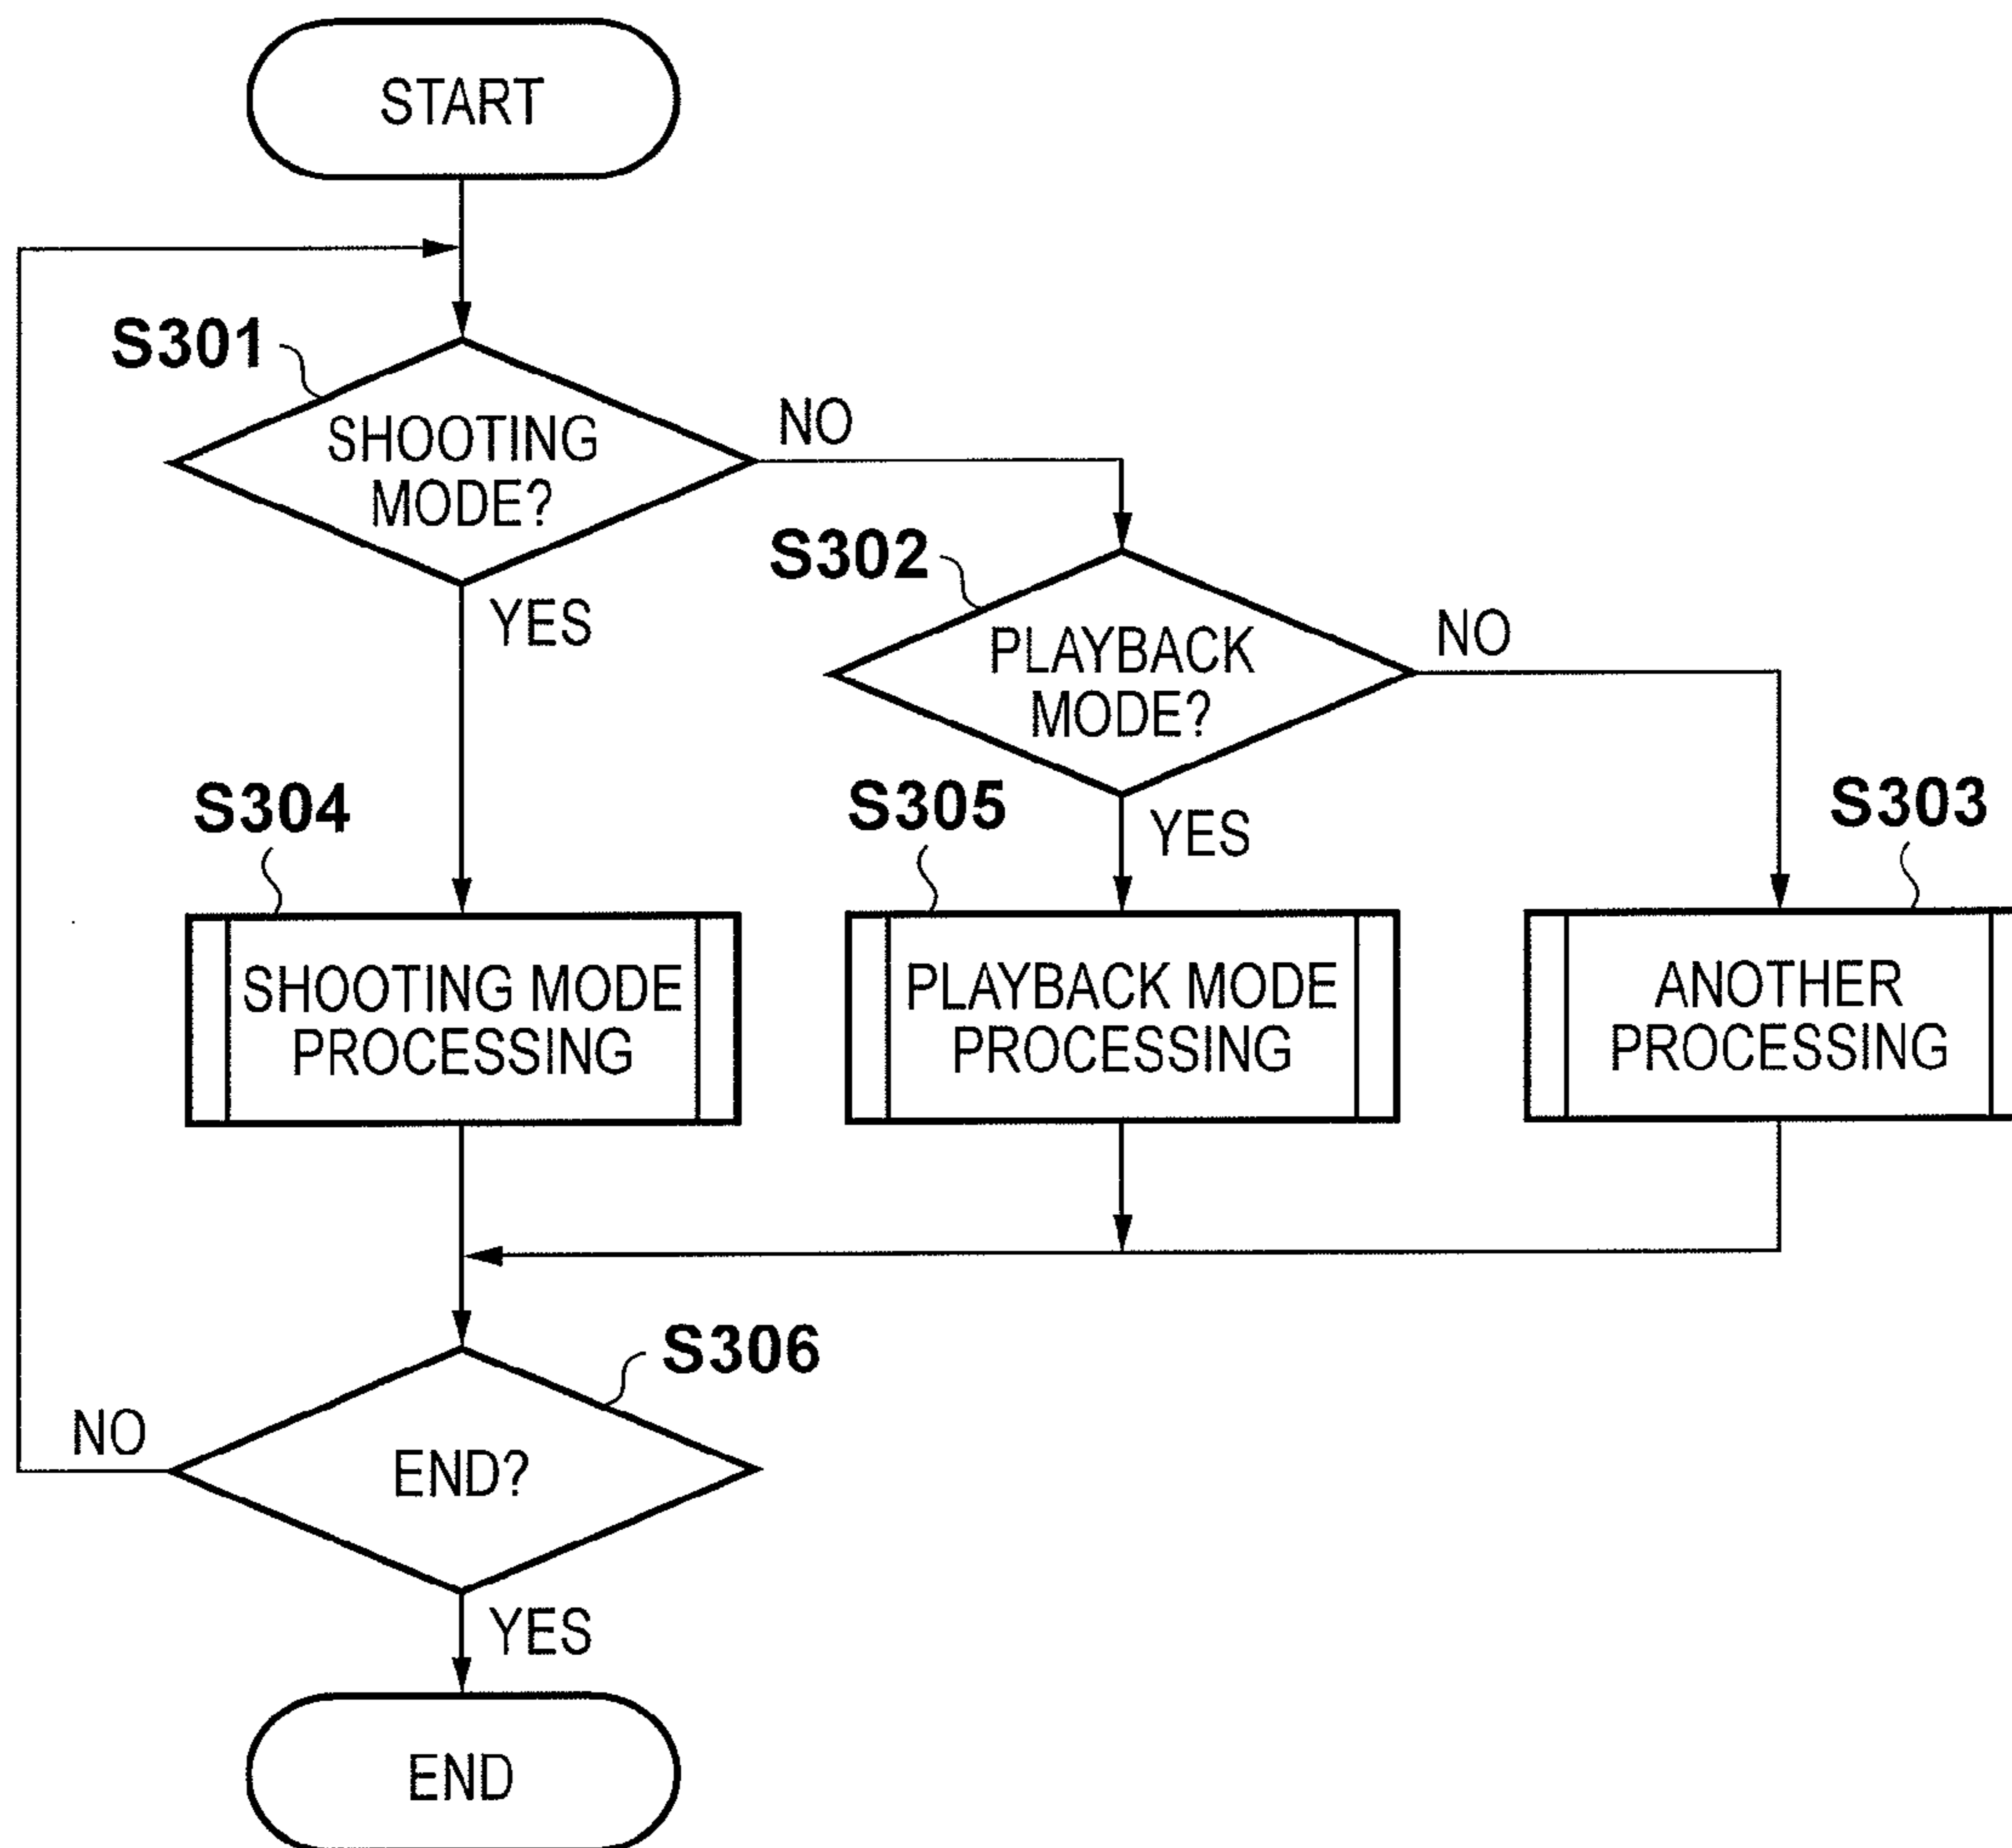 START
S301
SHOOTING
MODE?
NO
YES
S302
PLAYBACK
MODE?
NO
YES
S304
SHOOTING MODE
PROCESSING
S305
PLAYBACK MODE
PROCESSING
S303
ANOTHER
PROCESSING
S306
END?
NO
YES
END